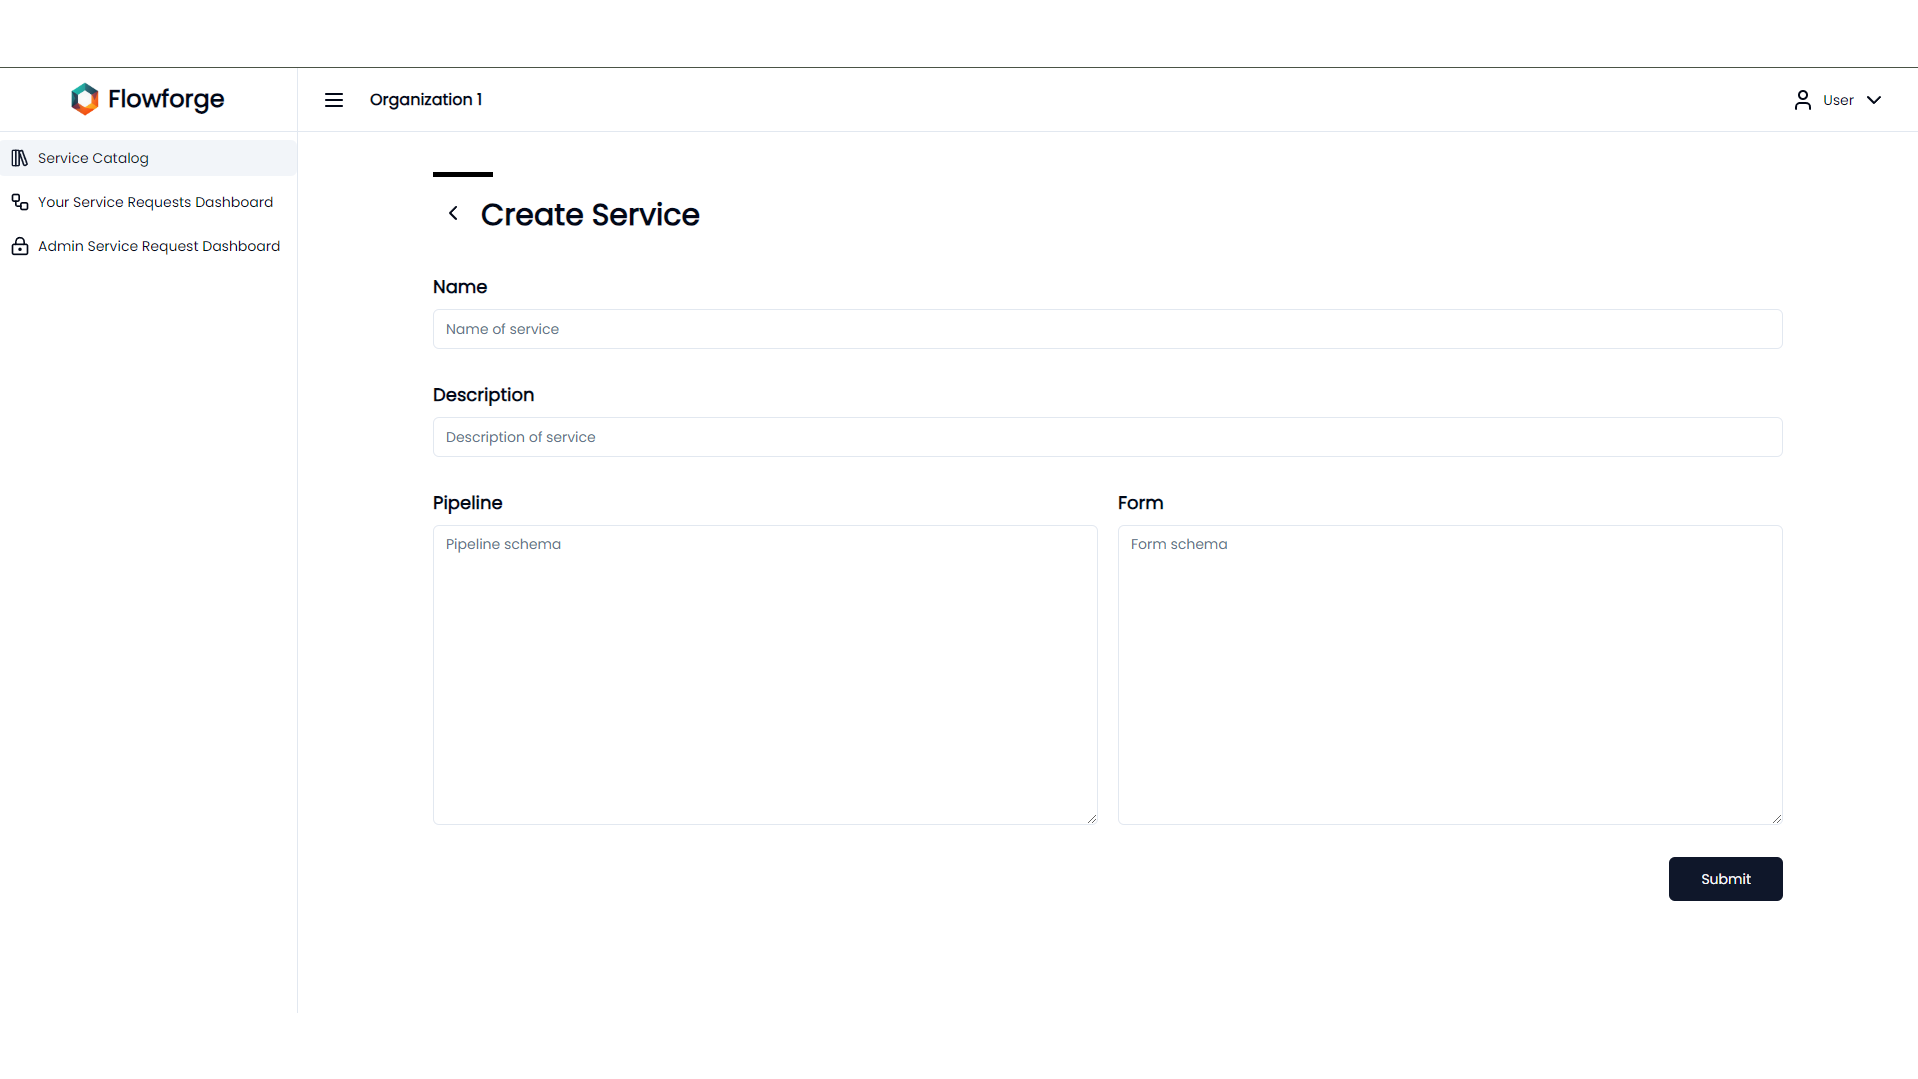 Flowforge
Organization 1
User
Service Catalog
Your Service Requests Dashboard
Admin Service Request Dashboard
Create Service
Name
Name of service
Description
Description of service
Pipeline
Pipeline schema
Form
Form schema
Submit